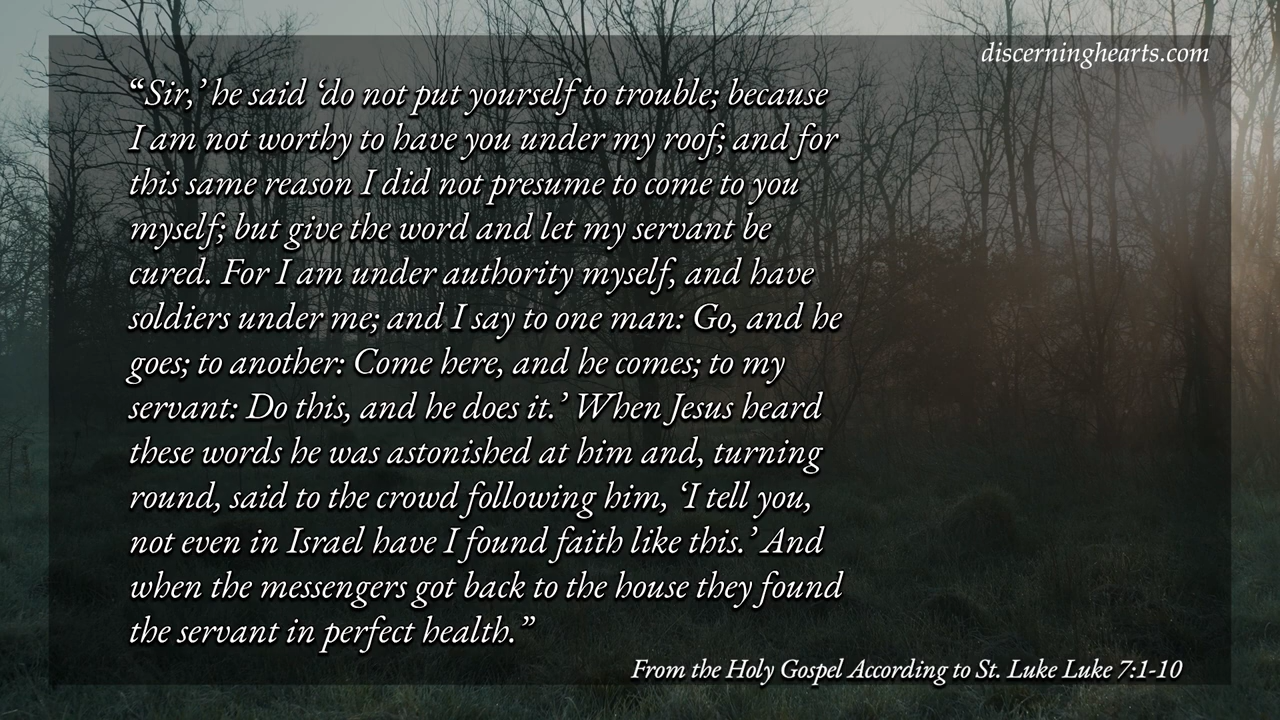 discerninghearts.com
“Sir,’ he said ‘do not put yourself to trouble; because
I am not worthy to have you under my roof; and for
this same reason I did not presume to come to you
myself; but give the word and let my servant be
cured. For I am under authority myself, and have
soldiers under me; and I say to one man: Go, and he
goes; to another: Come here, and he comes; to my
servant: Do this, and he does it.’ When Jesus heard
these words he was astonished at him and, turning
round, said to the crowd following him, ‘I tell you,
not even in Israel have I found faith like this.’ And
when the messengers got back to the house they found
the servant in perfect health.”
From the Holy Gospel According to St. Luke Luke 7:1-10